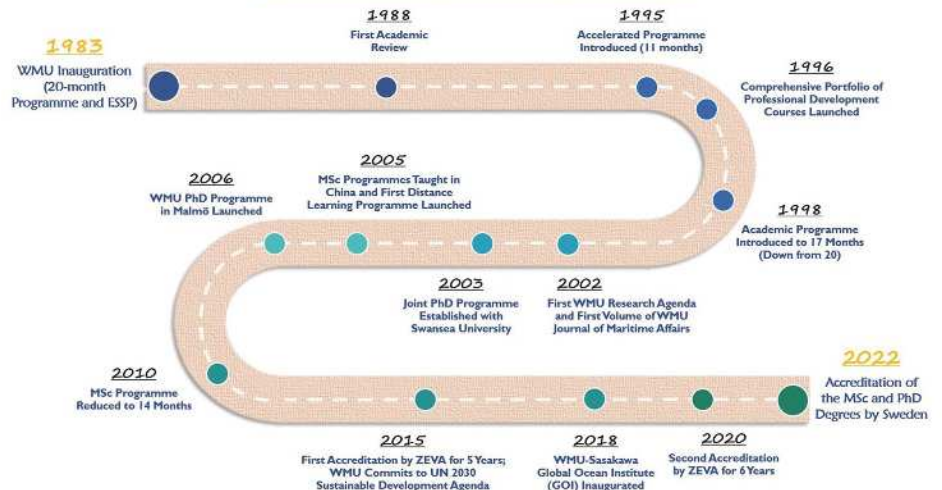 1983
WMU Inauguration
(20-month
Programme and ESSP)
1988
First Academic
Review
1995
Accelerated Programme
Introduced (11 months)
1996
Comprehensive Portfolio of
Professional Development
Courses Launched
1998
Academic Programme
Introduced to 17 Months
(Down from 20)
2002
First WMU Research Agenda
and First Volume of WMU
Journal of Maritime Affairs
2003
Joint PhD Programme
Established with
Swansea University
2005
MSc Programmes Taught in
China and First Distance
Learning Programme Launched
2006
WMU PhD Programme
in Malmö Launched
2010
MSc Programme
Reduced to 14 Months
2015
First Accreditation by ZEVA for 5 Years;
WMU Commits to UN 2030
Sustainable Development Agenda
2018
WMU-Sasakawa
Global Ocean Institute
(GOI) Inaugurated
2020
Second Accreditation
by ZEVA for 6 Years
2022
Accreditation of
the MSc and PhD
Degrees by Sweden